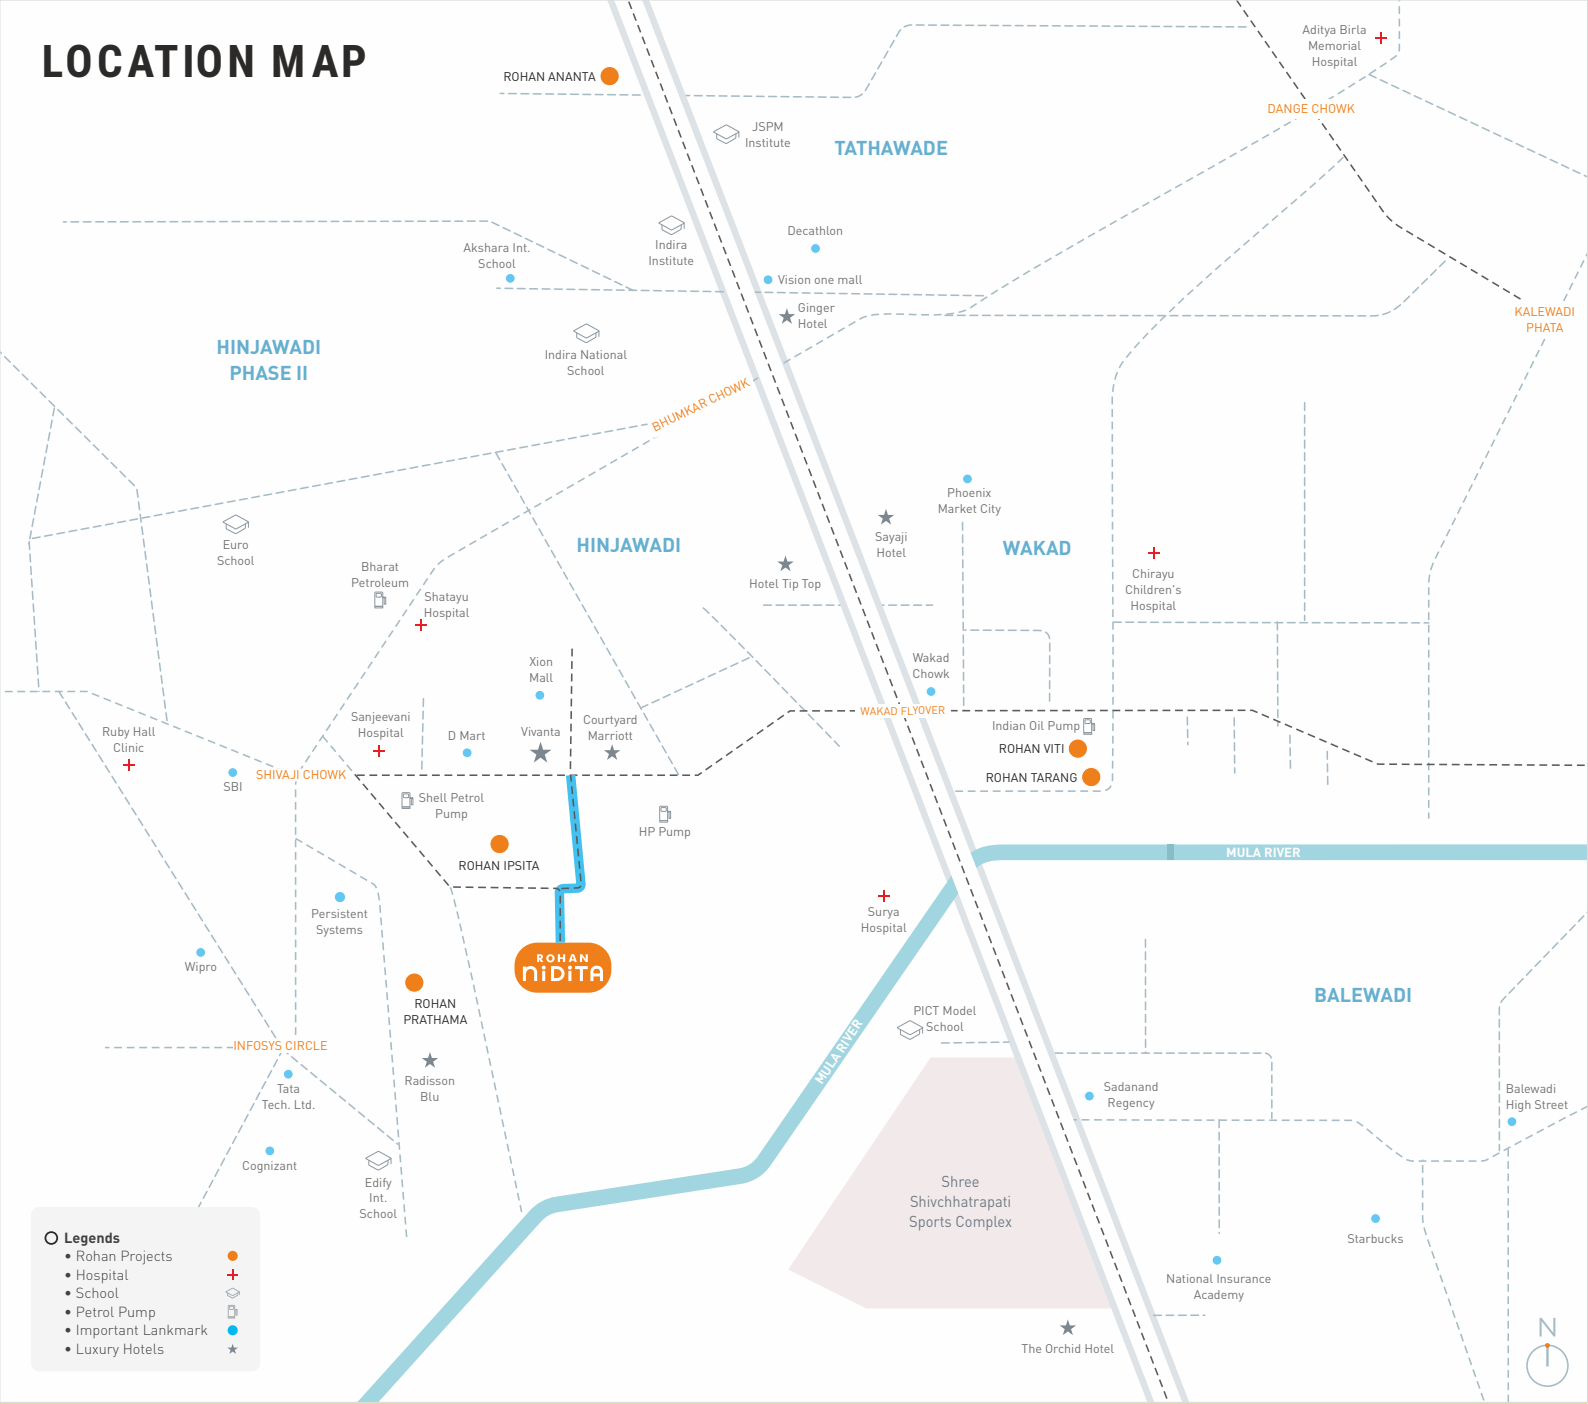 LOCATION MAP
ROHAN ANANTA
Aditya Birla
Memorial
Hospital
DANGE CHOWK
JSPM
Institute
TATHAWADE
Indira
Institute
Decathlon
Akshara Int.
School
Vision one mall
Ginger
Hotel
KALEWADI
PHATA
HINJAWADI
PHASE II
Indira National
School
BHUMKAR CHOWK
Phoenix
Market City
Euro
School
HINJAWADI
Sayaji
Hotel
WAKAD
Bharat
Petroleum
Shatayu
Hospital
Hotel Tip Top
Chirayu
Children's
Hospital
Xion
Mall
Wakad
Chowk
Ruby Hall
Clinic
Sanjeevani
Hospital
D Mart
Vivanta
Courtyard
Marriott
WAKAD FLYOVER
Indian Oil Pump
ROHAN VITI
ROHAN TARANG
SBI
SHIVAJI CHOWK
Shell Petrol
Pump
HP Pump
ROHAN IPSITA
MULA RIVER
Persistent
Systems
Surya
Hospital
Wipro
ROHAN
NiDiTA
ROHAN
PRATHAMA
BALEWADI
PICT Model
School
MULA RIVER
INFOSYS CIRCLE
Tata
Tech. Ltd.
Radisson
Blu
Sadanand
Regency
Balewadi
High Street
Cognizant
Edify
Int.
School
Shree
Shivchhatrapati
Sports Complex
Starbucks
National Insurance
Academy
The Orchid Hotel
Legends
• Rohan Projects
• Hospital
• School
• Petrol Pump
• Important Lankmark
• Luxury Hotels
N